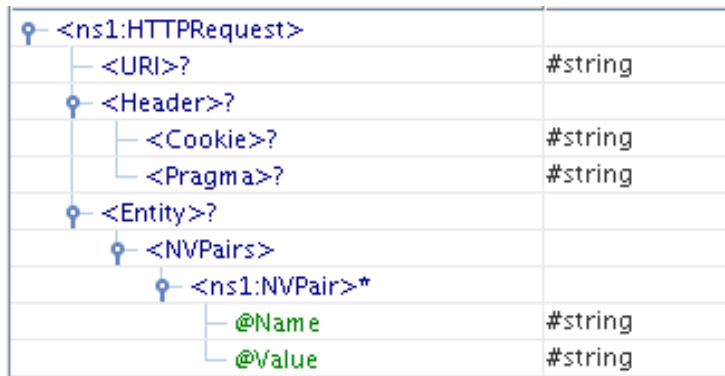 <ns1:HTTPRequest>
<URI>? #string
<Header>?
<Cookie>? #string
<Pragma>? #string
<Entity>?
<NVPairs>
<ns1:NVPair>*
@Name #string
@Value #string